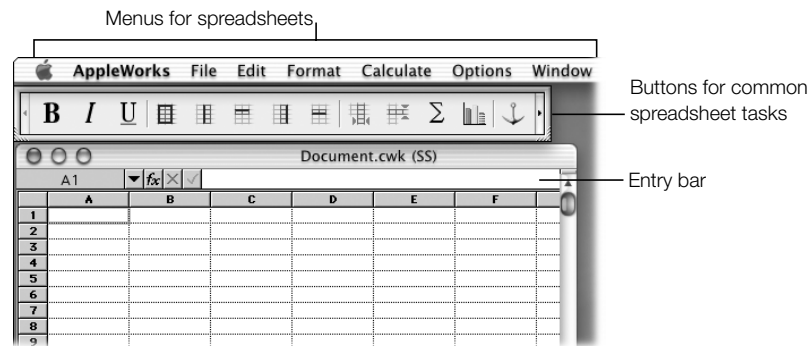 Menus for spreadsheets
AppleWorks File Edit Format Calculate Options Window
Buttons for common
spreadsheet tasks
B I U Σ
Document.cwk (SS)
A1 fx
Entry bar
A B C D E F
1
2
3
4
5
6
7
8
9